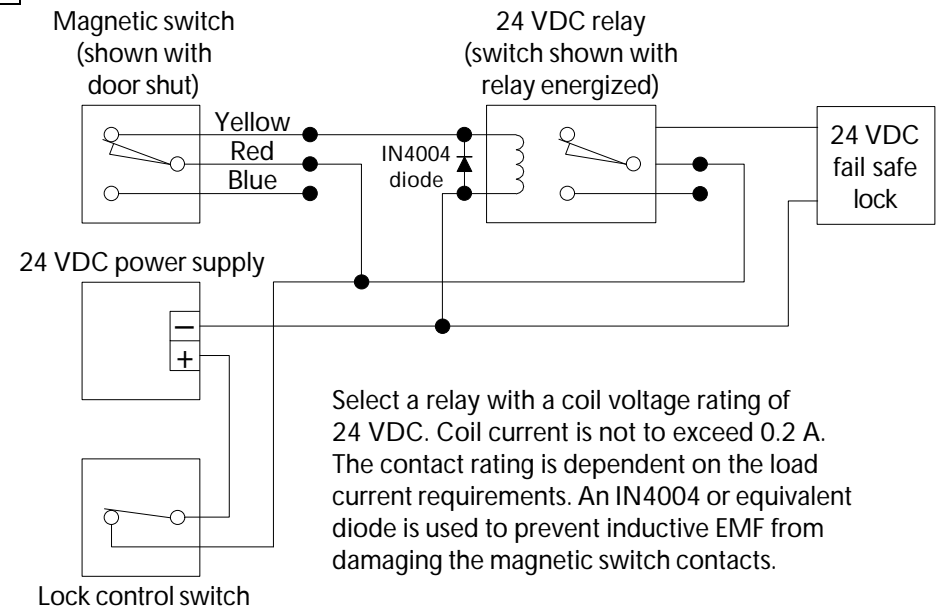 Magnetic switch
(shown with
door shut)
24 VDC relay
(switch shown with
relay energized)
Yellow
Red
Blue
IN4004
diode
24 VDC
fail safe
lock
24 VDC power supply
−
+
Select a relay with a coil voltage rating of
24 VDC. Coil current is not to exceed 0.2 A.
The contact rating is dependent on the load
current requirements. An IN4004 or equivalent
diode is used to prevent inductive EMF from
damaging the magnetic switch contacts.
Lock control switch